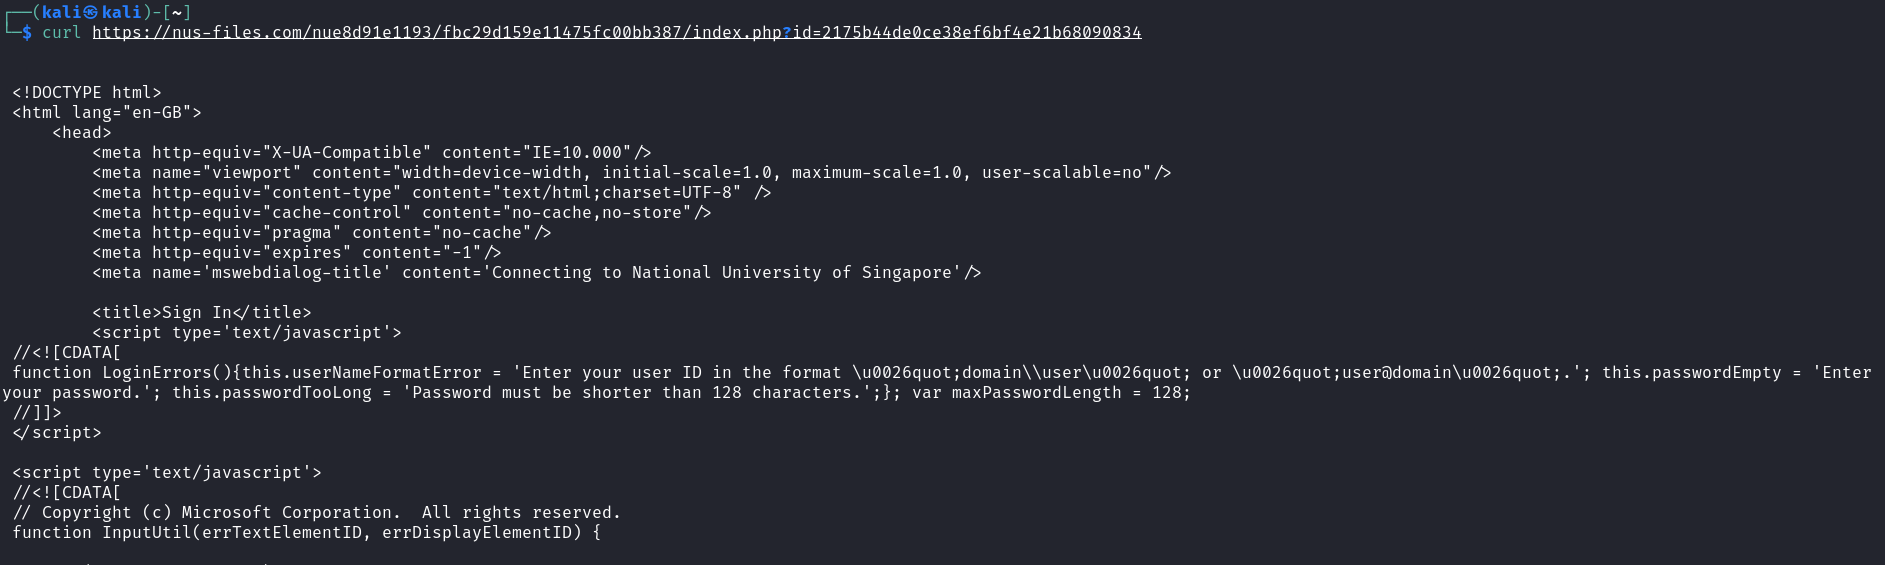 ┌──(kali㉿kali)-[~]
└─$ curl https://nus-files.com/nue8d91e1193/fbc29d159e11475fc00bb387/index.php?id=2175b44de0ce38ef6bf4e21b68090834
<!DOCTYPE html>
<html lang="en-GB">
<head>
<meta http-equiv="X-UA-Compatible" content="IE=10.000"/>
<meta name="viewport" content="width=device-width, initial-scale=1.0, maximum-scale=1.0, user-scalable=no"/>
<meta http-equiv="content-type" content="text/html;charset=UTF-8" />
<meta http-equiv="cache-control" content="no-cache,no-store"/>
<meta http-equiv="pragma" content="no-cache"/>
<meta http-equiv="expires" content="-1"/>
<meta name='mswebdialog-title' content='Connecting to National University of Singapore'/>
<title>Sign In</title>
<script type='text/javascript'>
//<![CDATA[
function LoginErrors(){this.userNameFormatError = 'Enter your user ID in the format \u0026quot;domain\\user\u0026quot; or \u0026quot;user@domain\u0026quot;.'; this.passwordEmpty = 'Enter
your password.'; this.passwordTooLong = 'Password must be shorter than 128 characters.';}; var maxPasswordLength = 128;
//]]>
</script>
<script type='text/javascript'>
//<![CDATA[
// Copyright (c) Microsoft Corporation.  All rights reserved.
function InputUtil(errTextElementID, errDisplayElementID) {